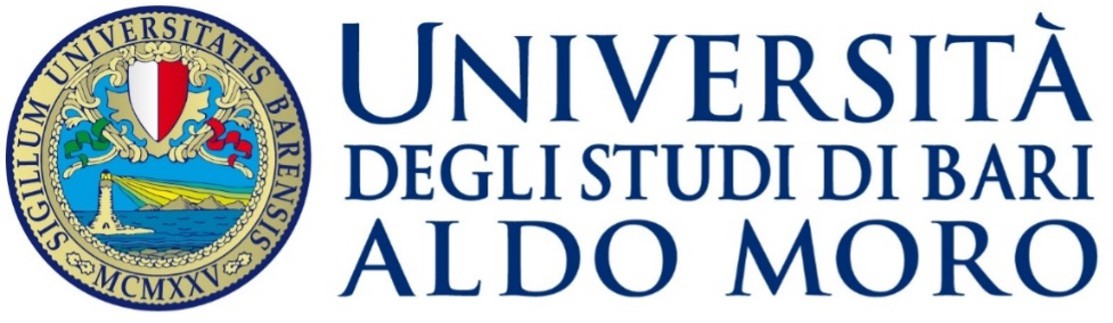 SIGILLUM UNIVERSITATIS BARENSIS
MCMXXV
UNIVERSITÀ
DEGLI STUDI DI BARI
ALDO MORO